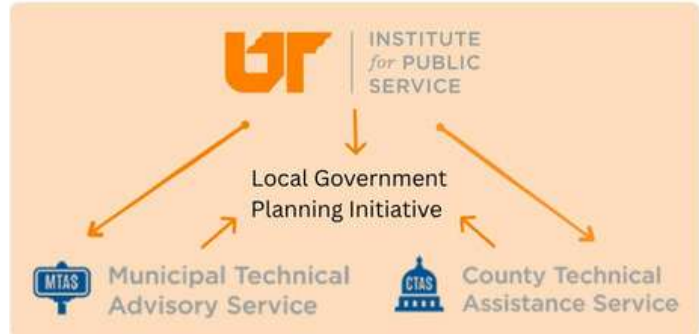 UT
INSTITUTE
for PUBLIC
SERVICE
Local Government
Planning Initiative
MTAS
Municipal Technical
Advisory Service
CTAS
County Technical
Assistance Service